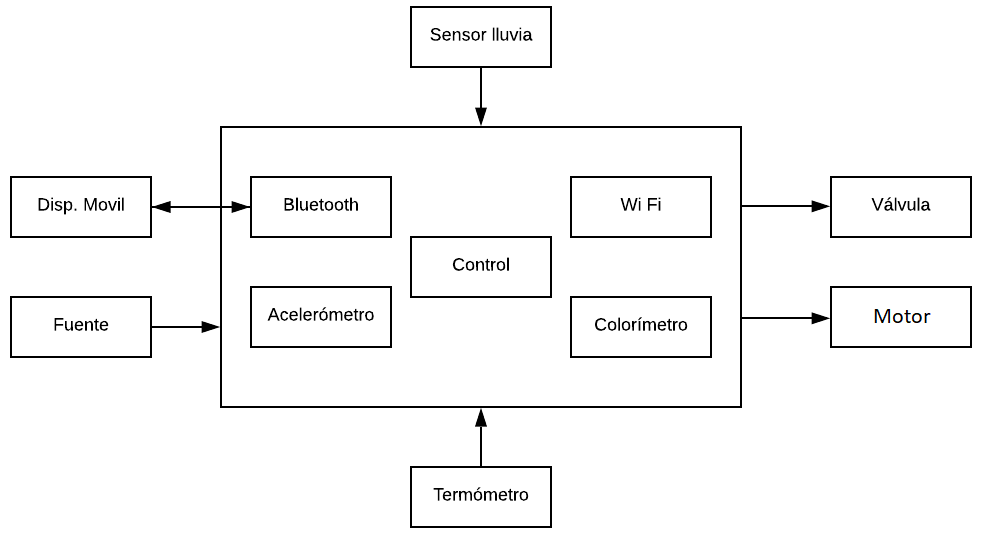 Sensor lluvia
Disp. Movil
Bluetooth
Wi Fi
Válvula
Control
Fuente
Acelerómetro
Colorímetro
Motor
Termómetro